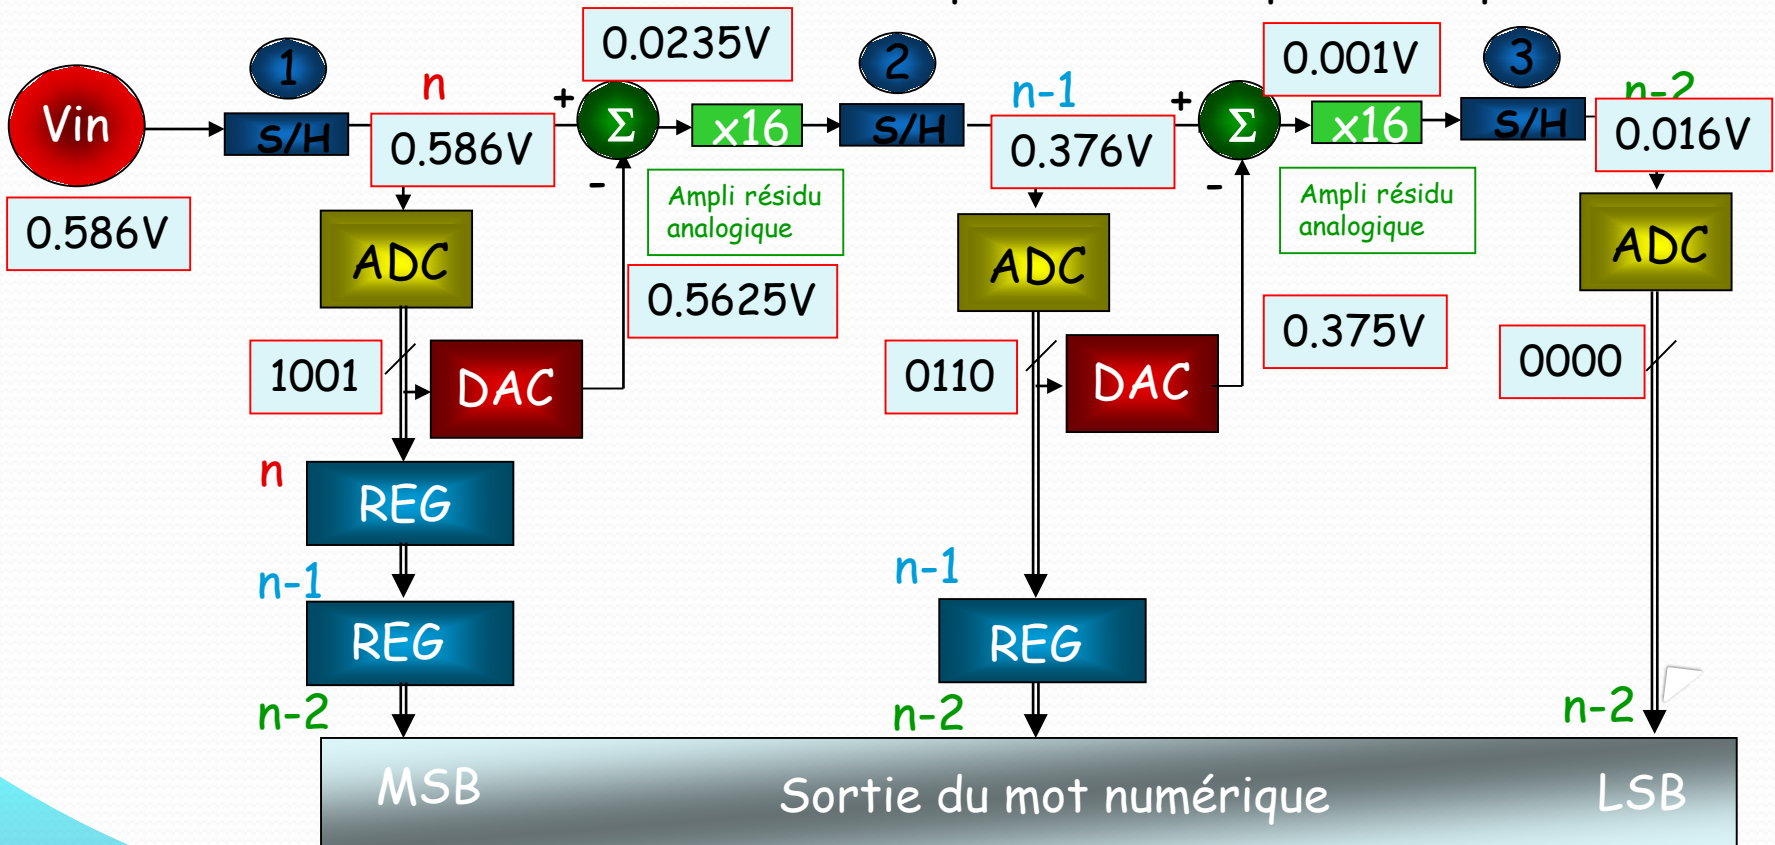 0.0235V
0.001V
1
2
3
n
n-1
n-2
Vin
S/H
0.586V
+
Σ
x16
S/H
0.376V
+
Σ
x16
S/H
0.016V
0.586V
-
-
Ampli résidu
analogique
Ampli résidu
analogique
ADC
ADC
ADC
0.5625V
0.375V
1001
DAC
0110
DAC
0000
n
REG
n-1
n-1
REG
REG
n-2
n-2
n-2
MSB
Sortie du mot numérique
LSB